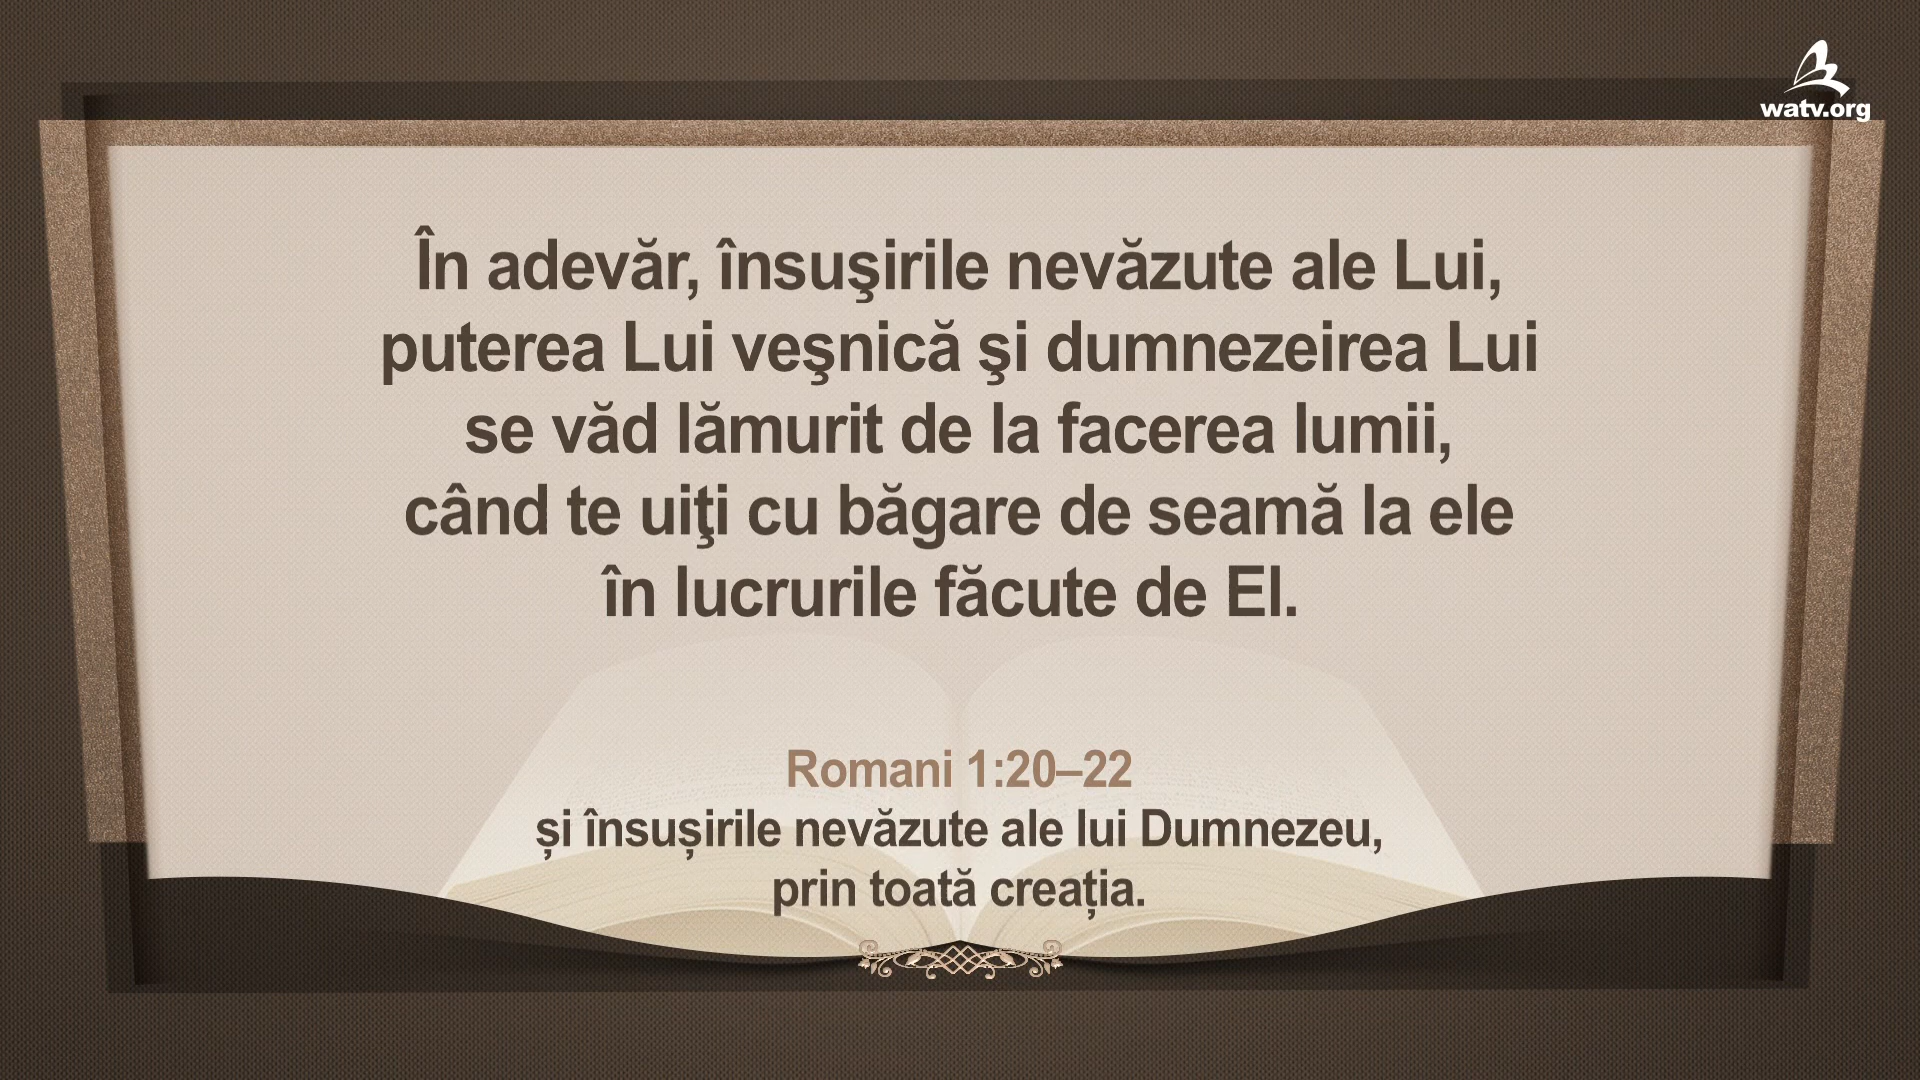 watv.org
În adevăr, însuşirile nevăzute ale Lui,
puterea Lui veşnică şi dumnezeirea Lui
se văd lămurit de la facerea lumii,
când te uiţi cu băgare de seamă la ele
în lucrurile făcute de El.
Romani 1:20–22
și însușirile nevăzute ale lui Dumnezeu,
prin toată creația.